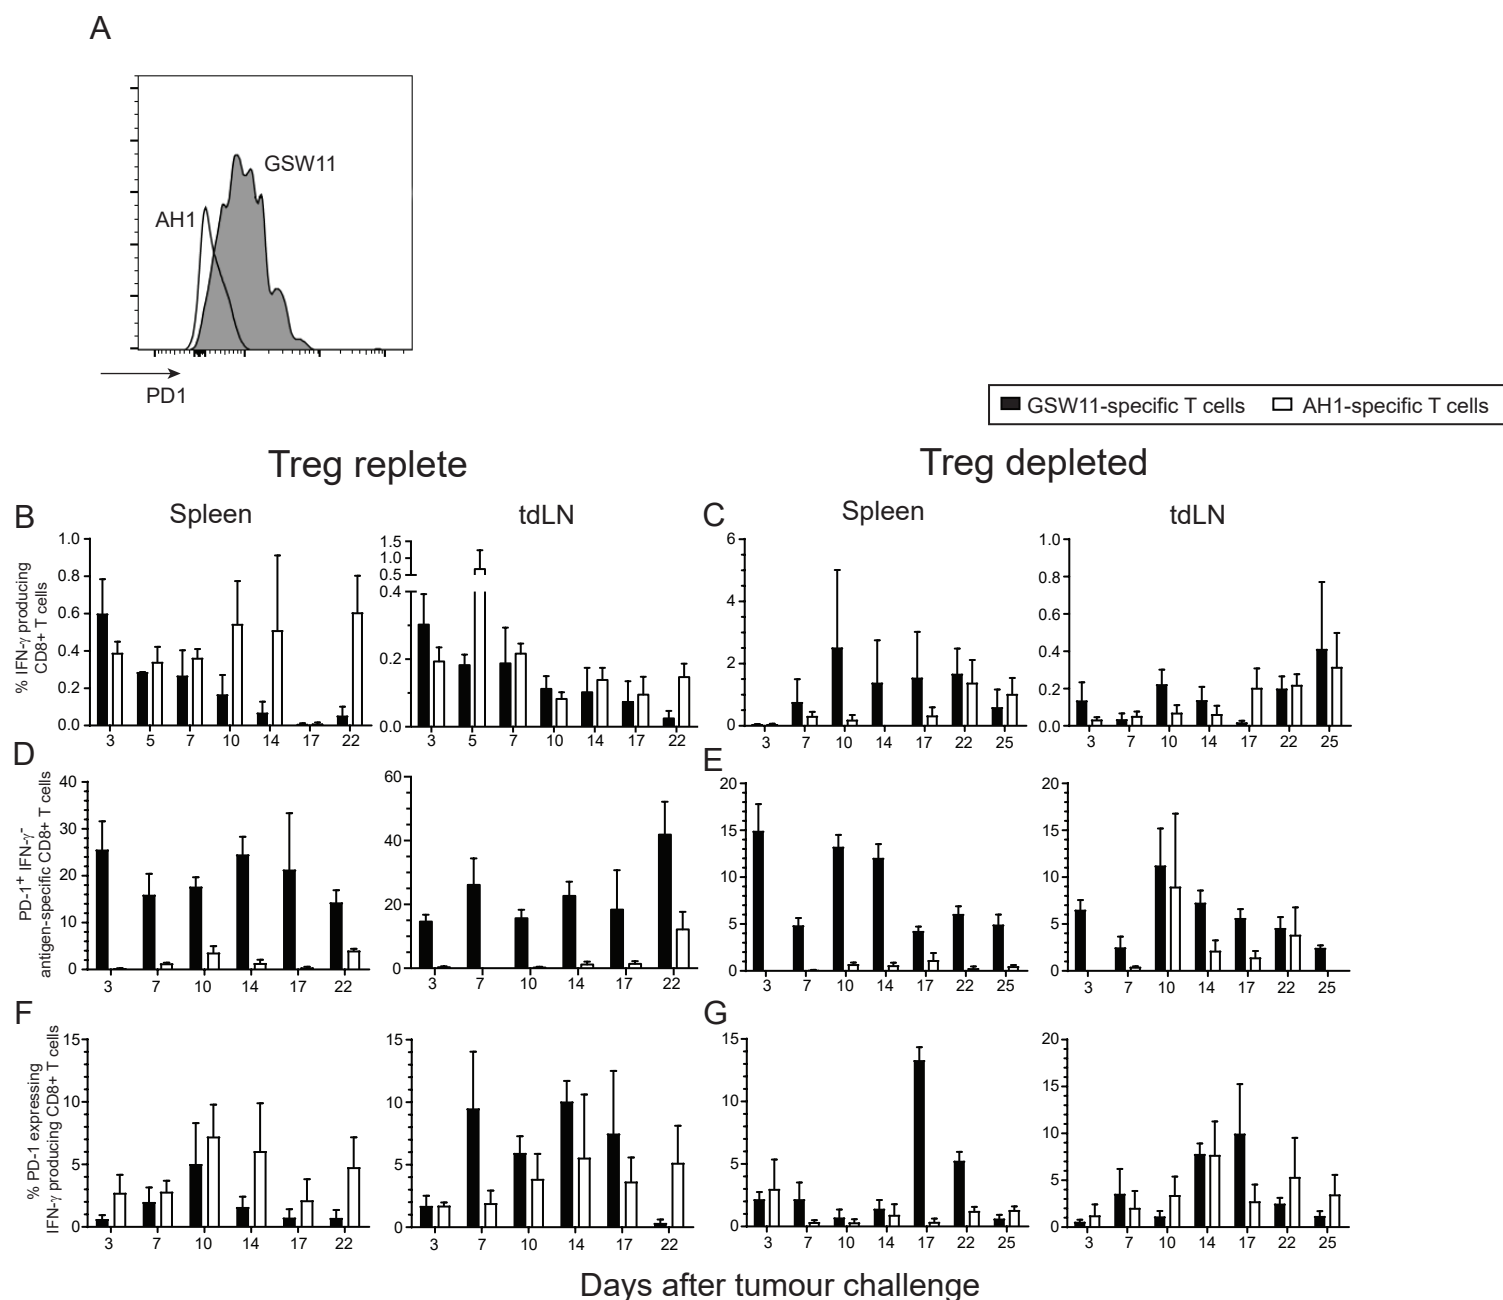 A
GSW11
AH1
PD1
GSW11-specific T cells AH1-specific T cells
Treg replete
Treg depleted
B
Spleen
tdLN
C
Spleen
tdLN
% IFN-γ producing
CD8+ T cells
1.0
0.8
0.6
0.4
0.2
0.0
3 5 7 10 14 17 22
1.5
1.0
0.5
0.4
0.2
0.0
3 5 7 10 14 17 22
6
4
2
0
3 7 10 14 17 22 25
1.0
0.8
0.6
0.4
0.2
0.0
3 7 10 14 17 22 25
D
PD-1+ IFN-γ-
antigen-specific CD8+ T cells
40
30
20
10
0
3 7 10 14 17 22
60
40
20
0
3 7 10 14 17 22
E
20
15
10
5
0
3 7 10 14 17 22 25
20
15
10
5
0
3 7 10 14 17 22 25
F
% PD-1 expressing
IFN-γ producing CD8+ T cells
15
10
5
0
3 7 10 14 17 22
15
10
5
0
3 7 10 14 17 22
G
15
10
5
0
3 7 10 14 17 22 25
20
15
10
5
0
3 7 10 14 17 22 25
Days after tumour challenge